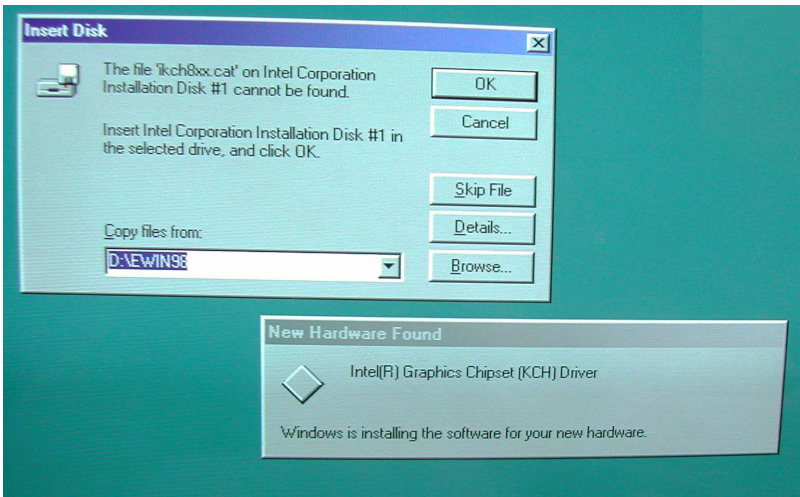 Insert Disk
The file 'ikch8xx.cat' on Intel Corporation
Installation Disk #1 cannot be found.
OK
Cancel
Insert Intel Corporation Installation Disk #1 in
the selected drive, and click OK.
Skip File
Details...
Copy files from:
D:\EWIN98
Browse...
New Hardware Found
Intel(R) Graphics Chipset (KCH) Driver
Windows is installing the software for your new hardware.